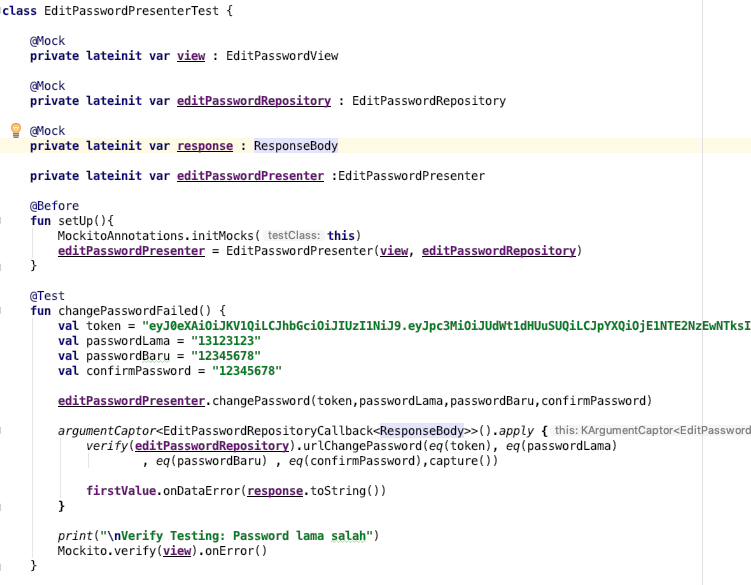 class EditPasswordPresenterTest {
@Mock
private lateinit var view : EditPasswordView
@Mock
private lateinit var editPasswordRepository : EditPasswordRepository
@Mock
private lateinit var response : ResponseBody
private lateinit var editPasswordPresenter :EditPasswordPresenter
@Before
fun setUp(){
MockitoAnnotations.initMocks( testClass: this)
editPasswordPresenter = EditPasswordPresenter(view, editPasswordRepository)
}
@Test
fun changePasswordFailed() {
val token = "eyJ0eXAiOiJKV1QiLCJhbGciOiJIUzI1NiJ9.eyJpc3MiOiJUdWt1dHUuSUQiLCJpYXQiOjE1NTE2NzEwNTksI
val passwordLama = "13123123"
val passwordBaru = "12345678"
val confirmPassword = "12345678"
editPasswordPresenter.changePassword(token,passwordLama,passwordBaru,confirmPassword)
argumentCaptor<EditPasswordRepositoryCallback<ResponseBody>>().apply { this: KArgumentCaptor<EditPassword
verify(editPasswordRepository).urlChangePassword(eq(token), eq(passwordLama)
, eq(passwordBaru) , eq(confirmPassword),capture())
firstValue.onDataError(response.toString())
}
print("\nVerify Testing: Password lama salah")
Mockito.verify(view).onError()
}